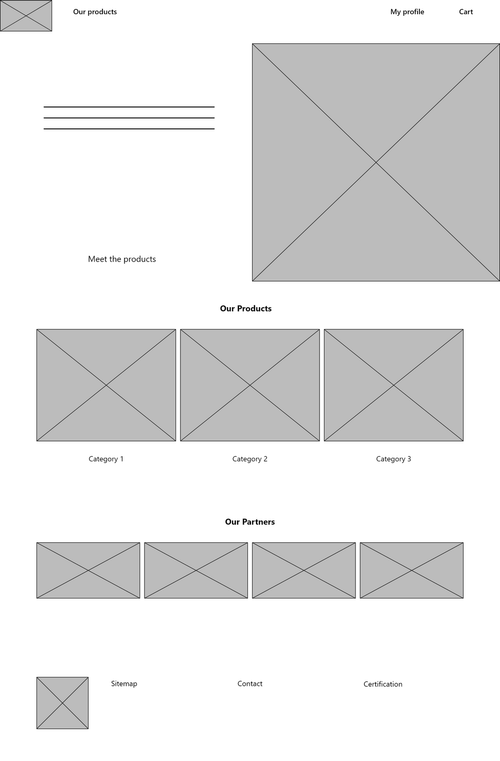 Our products
My profile
Cart
Meet the products
Our Products
Category 1
Category 2
Category 3
Our Partners
Sitemap
Contact
Certification